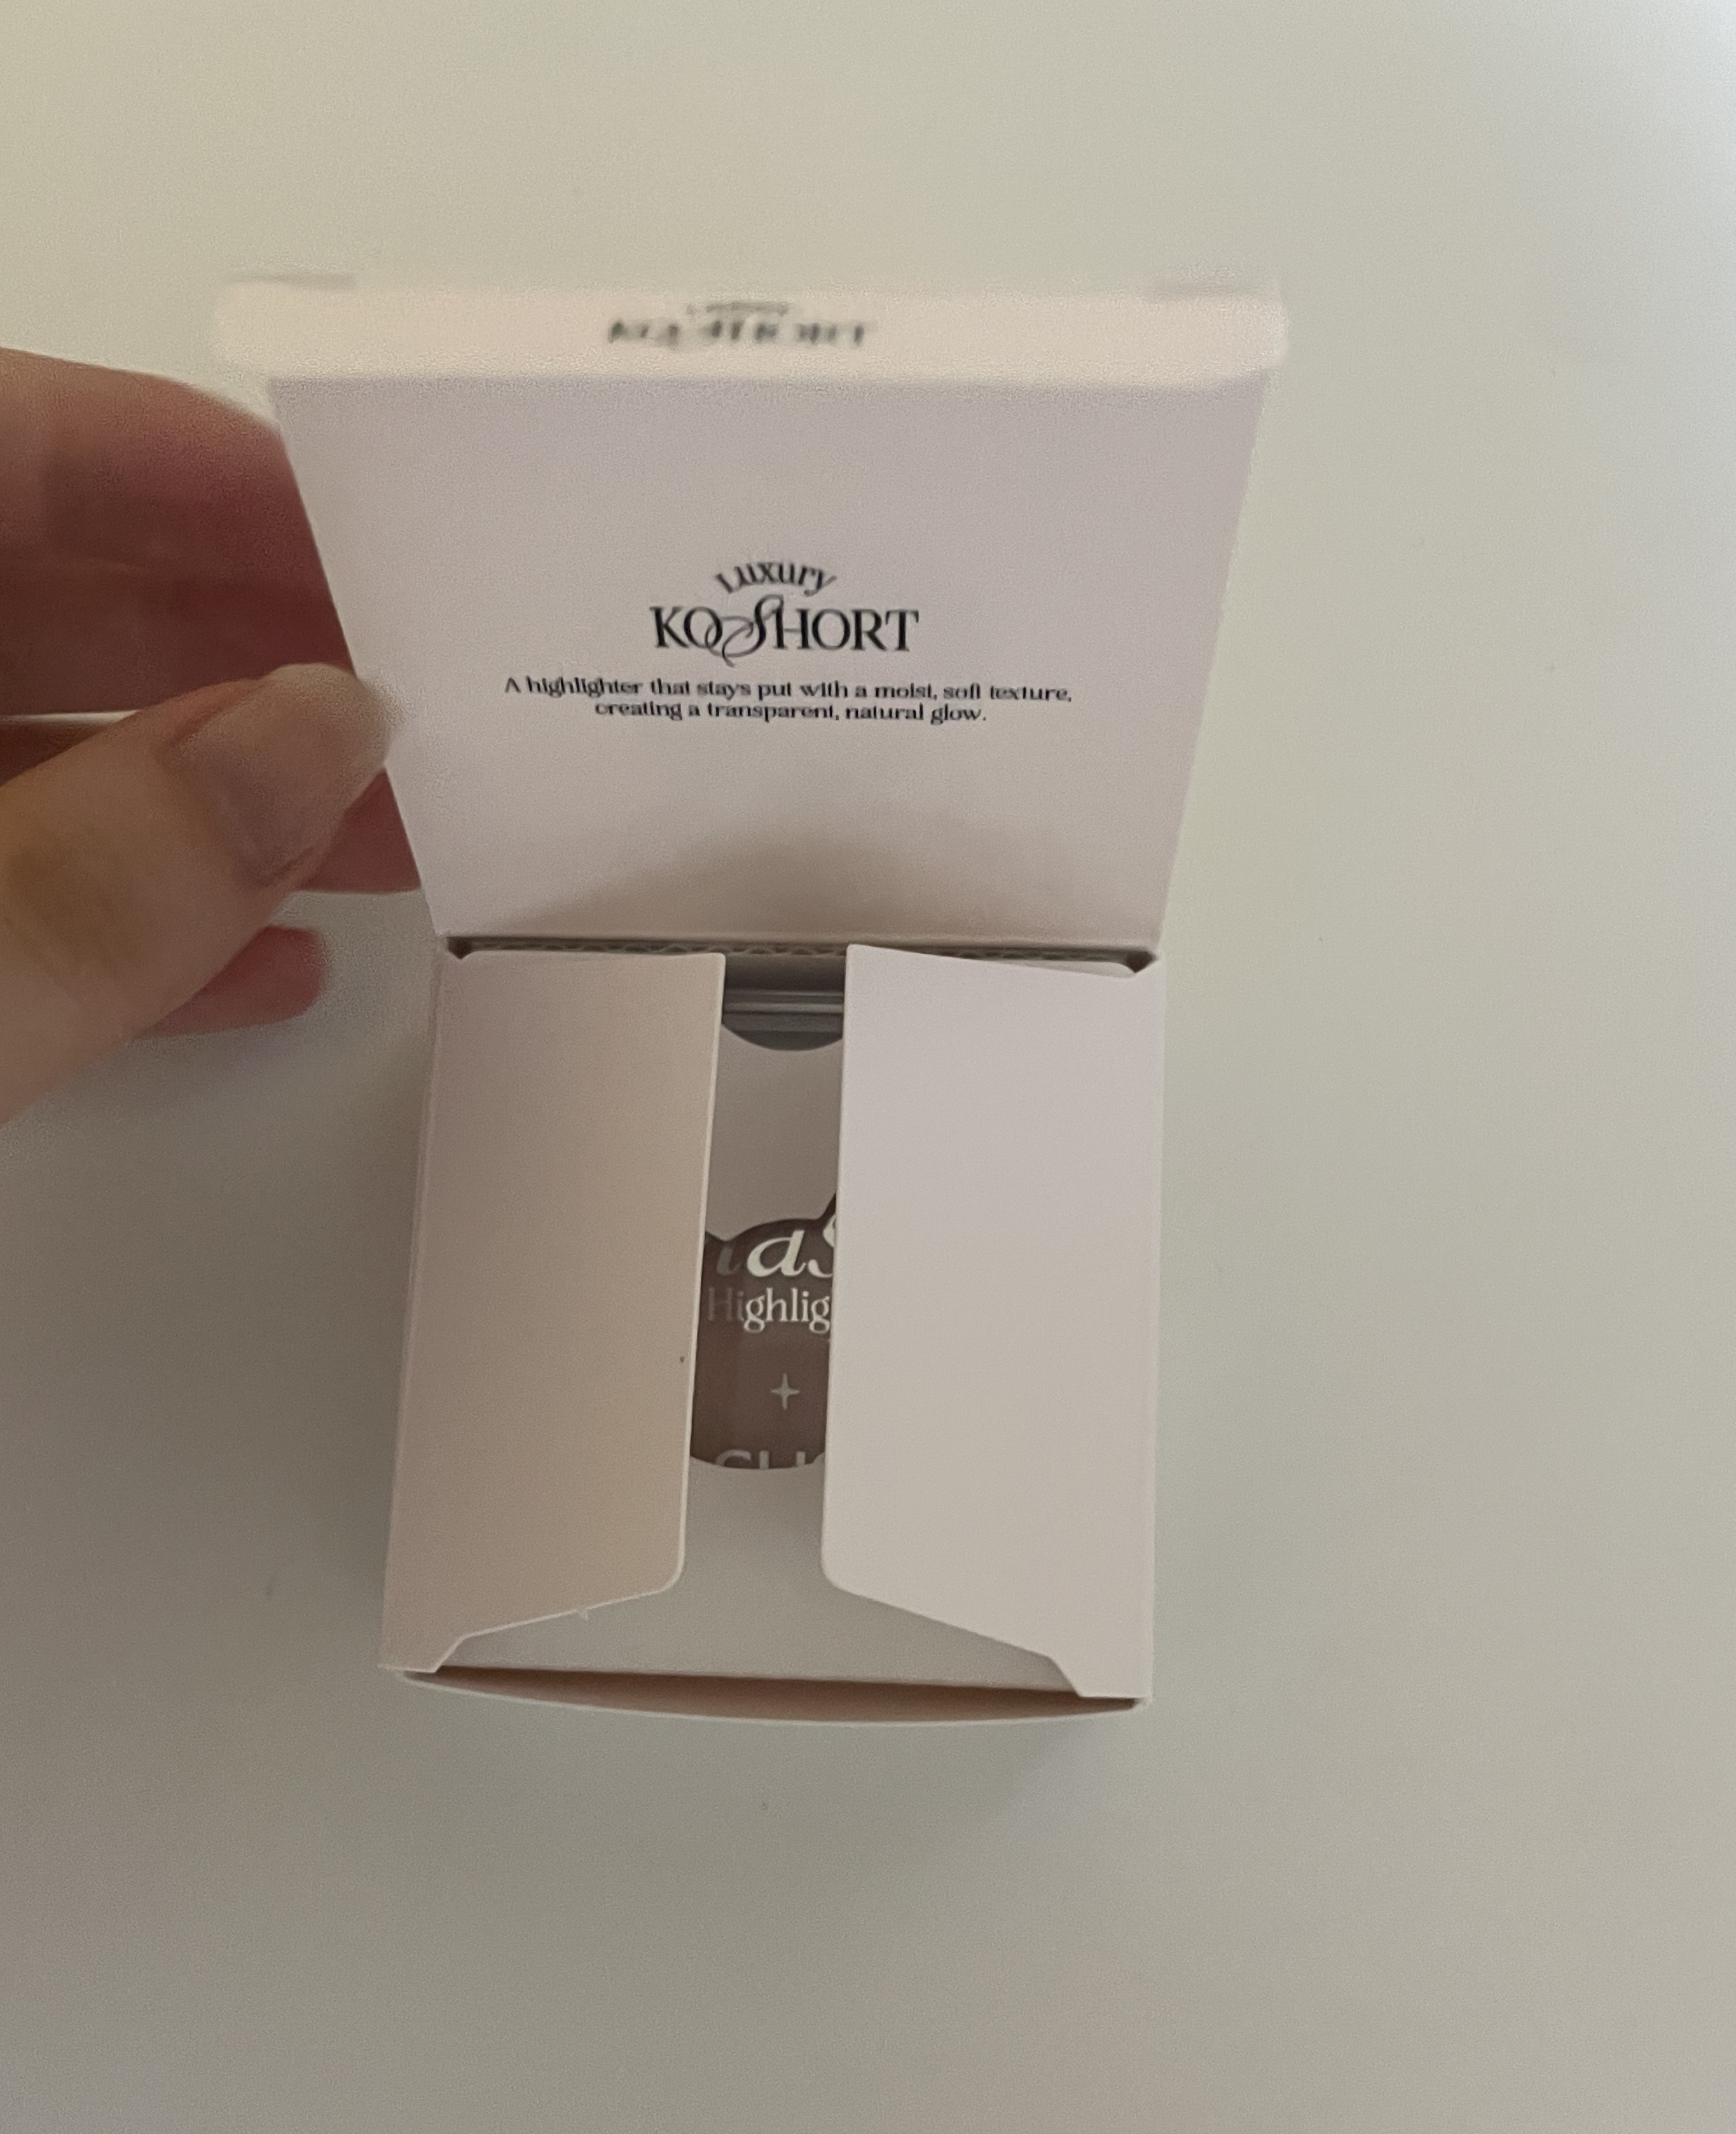 Luxury
KOSHORT
A highlighter that stays put with a moist, soft texture,
creating a transparent, natural glow.
Highlig